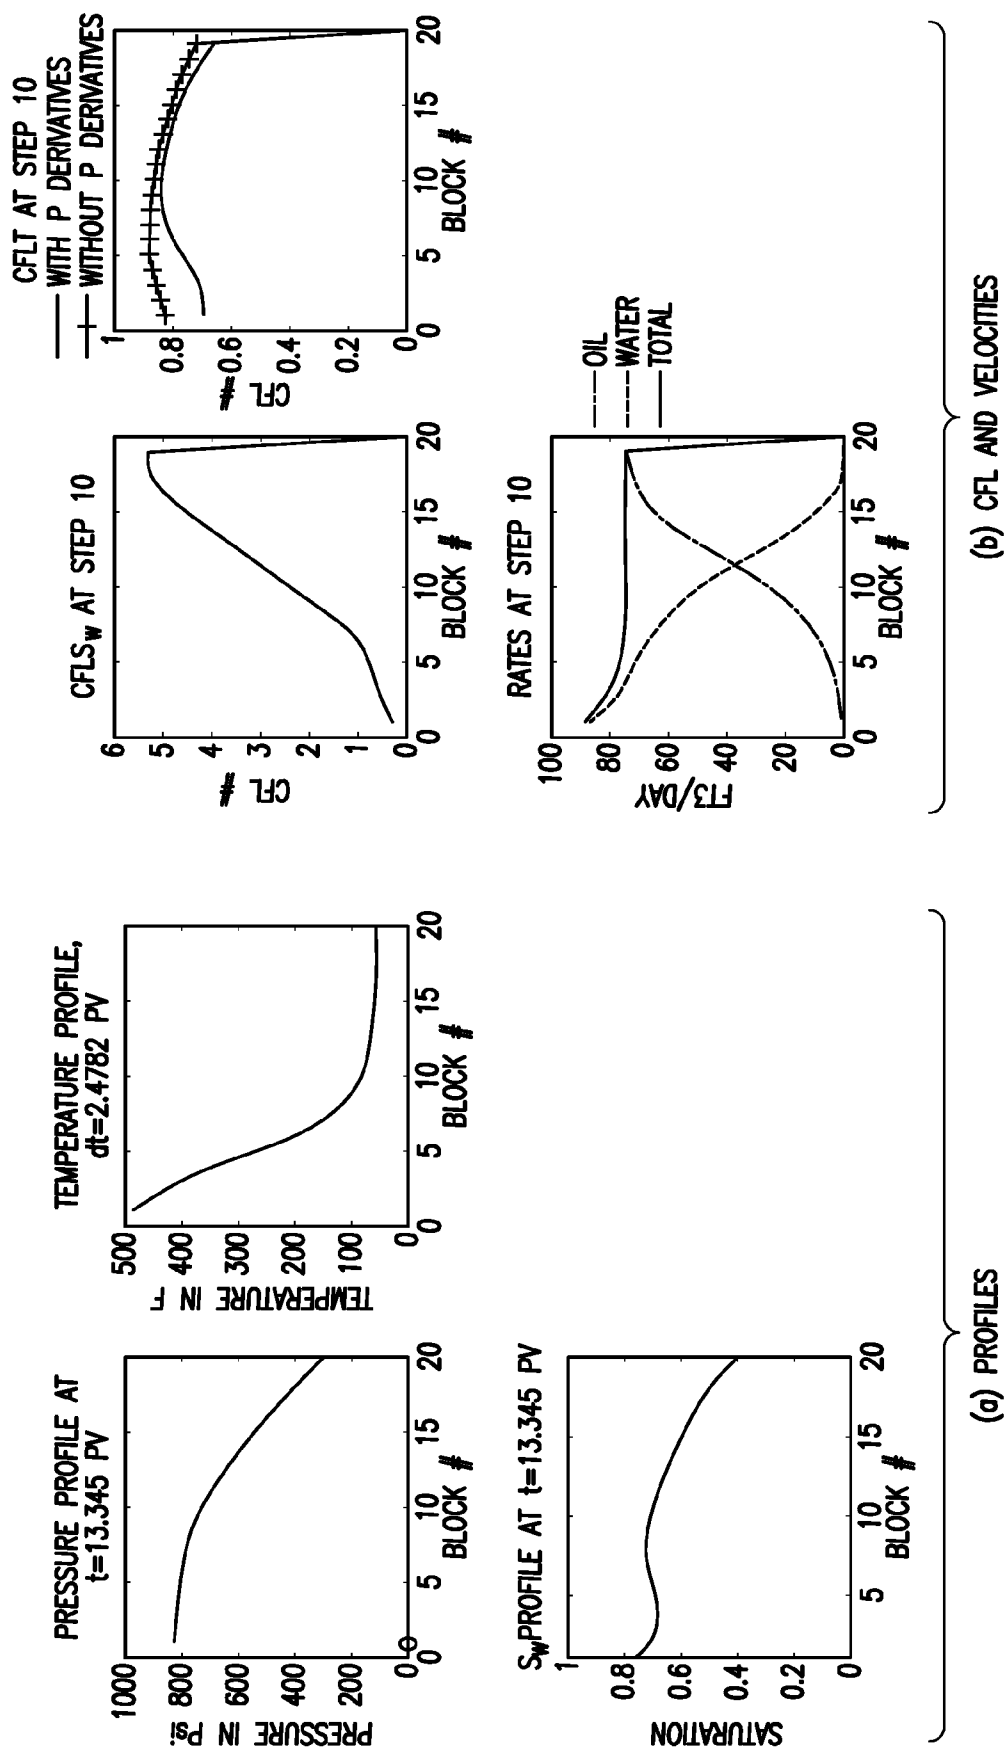 PRESSURE PROFILE AT
t=13.345 PV
1000
800
600
400
200
0
PRESSURE IN Psi
0
5
10
15
20
BLOCK #
TEMPERATURE PROFILE,
dt=2.4782 PV
500
400
300
200
100
0
TEMPERATURE IN F
0
5
10
15
20
BLOCK #
SwPROFILE AT t=13.345 PV
1
0.8
0.6
0.4
0.2
0
SATURATION
5
10
15
20
BLOCK #
(a) PROFILES
CFLSw AT STEP 10
6
5
4
3
2
1
0
CFL #
0
5
10
15
20
BLOCK #
CFLT AT STEP 10
WITH P DERIVATIVES
WITHOUT P DERIVATIVES
1
0.8
0.6
0.4
0.2
0
CFL #
0
5
10
15
20
BLOCK #
RATES AT STEP 10
100
80
60
40
20
0
FT3/DAY
0
5
10
15
20
BLOCK #
OIL
WATER
TOTAL
(b) CFL AND VELOCITIES